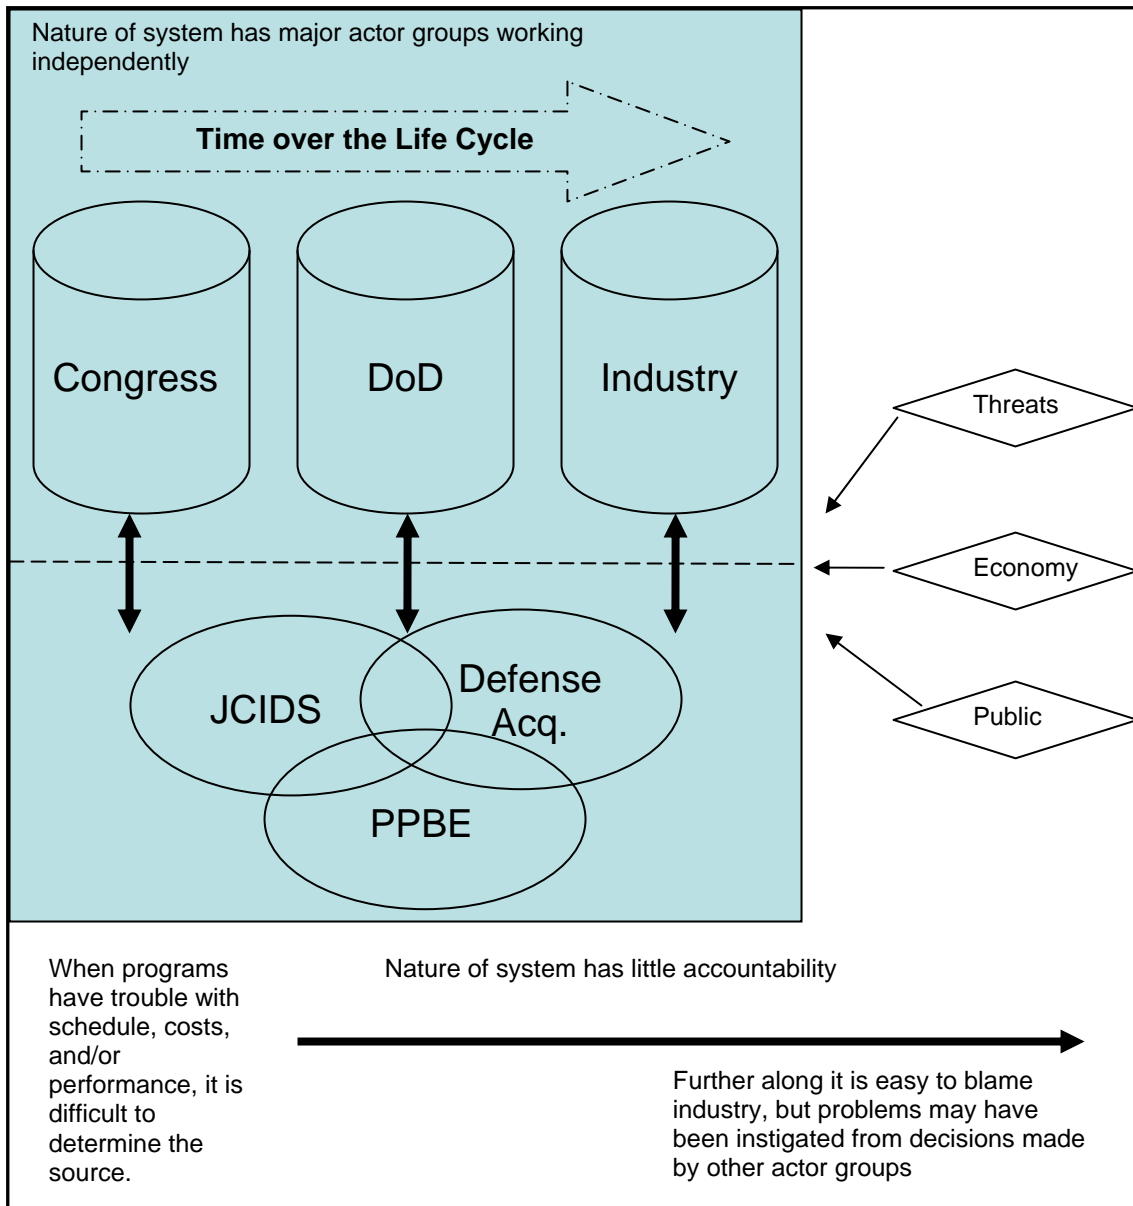 Nature of system has major actor groups working
independently
Time over the Life Cycle
Congress
DoD
Industry
Threats
Economy
Public
JCIDS
Defense
Acq.
PPBE
When programs
have trouble with
schedule, costs,
and/or
performance, it is
difficult to
determine the
source.
Nature of system has little accountability
Further along it is easy to blame
industry, but problems may have
been instigated from decisions made
by other actor groups